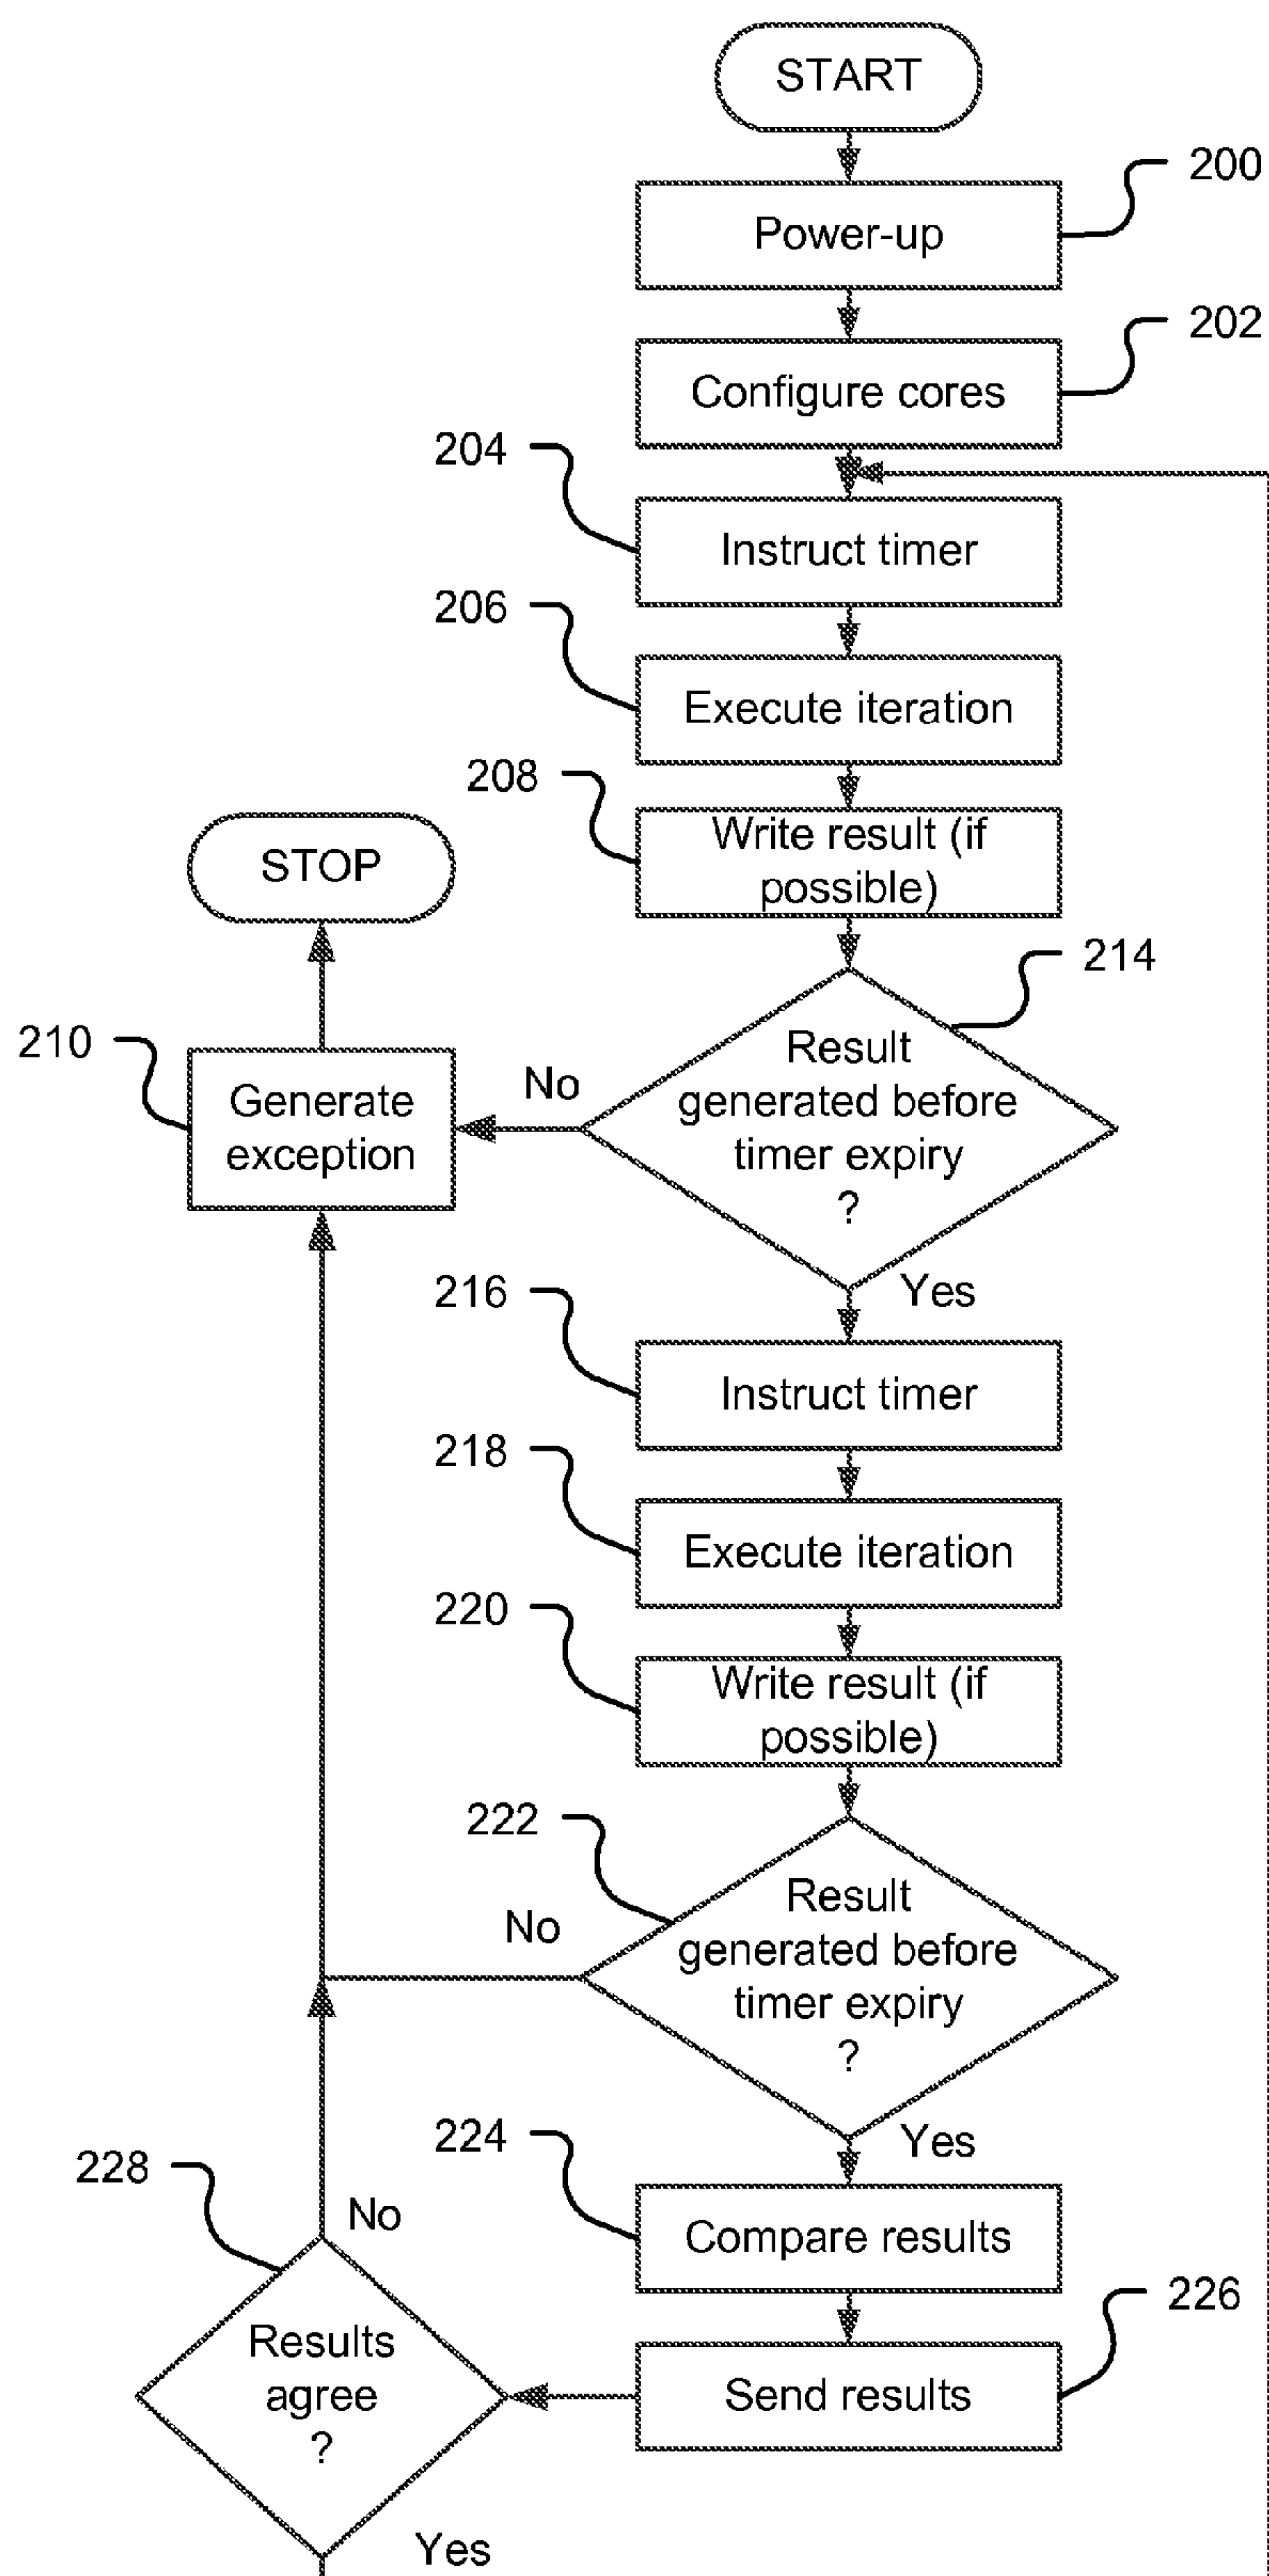 START
200
Power-up
202
Configure cores
204
Instruct timer
206
Execute iteration
208
Write result (if
possible)
STOP
214
210
Generate
exception
No
Result
generated before
timer expiry
?
Yes
216
Instruct timer
218
Execute iteration
220
Write result (if
possible)
222
No
Result
generated before
timer expiry
?
Yes
224
Compare results
228
No
226
Results
agree
?
Send results
Yes